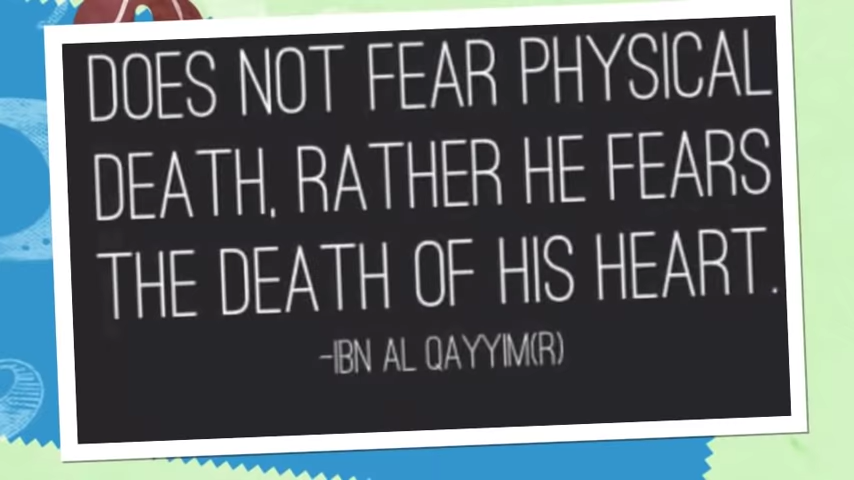 DOES NOT FEAR PHYSICAL
DEATH, RATHER HE FEARS
THE DEATH OF HIS HEART.
-IBN AL QAYYIM(R)